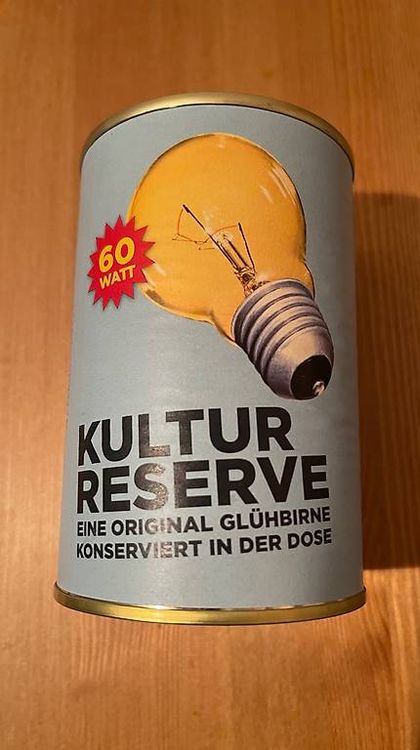 60
WATT
KULTUR
RESERVE
EINE ORIGINAL GLÜHBIRNE
KONSERVIERT IN DER DOSE